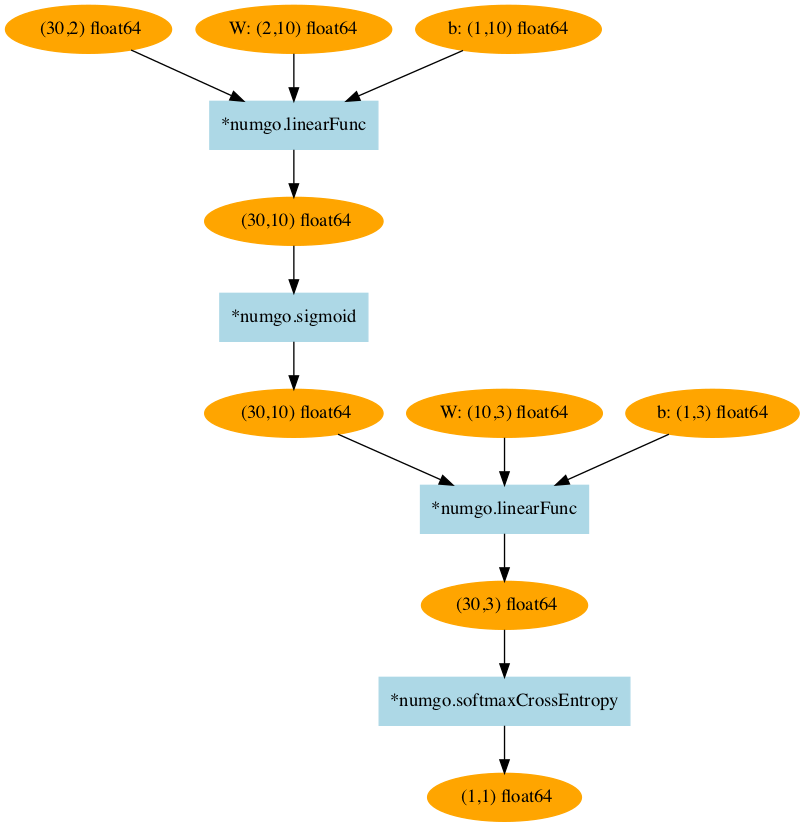 (30,2) float64
W: (2,10) float64
b: (1,10) float64
*numgo.linearFunc
(30,10) float64
*numgo.sigmoid
(30,10) float64
W: (10,3) float64
b: (1,3) float64
*numgo.linearFunc
(30,3) float64
*numgo.softmaxCrossEntropy
(1,1) float64